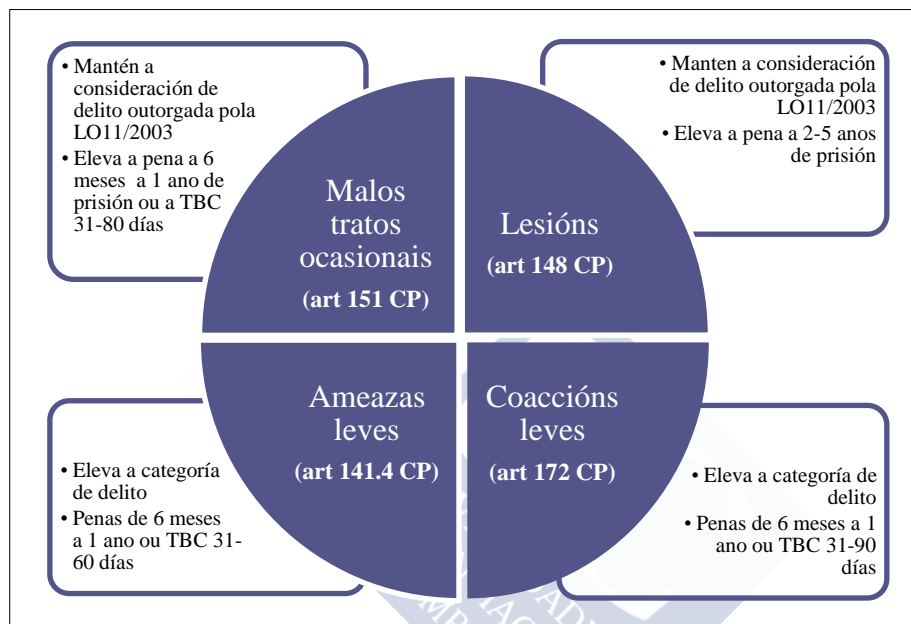 • Mantén a
consideración de
delito outorgada pola
LO11/2003
• Eleva a pena a 6
meses a 1 ano de
prisión ou a TBC
31-80 días
• Manten a consideración
de delito outorgada pola
LO11/2003
• Eleva a pena a 2-5 anos
de prisión
Malos
tratos
ocasionais
(art 151 CP)
Lesións
(art 148 CP)
Ameazas
leves
(art 141.4 CP)
Coaccións
leves
(art 172 CP)
• Eleva a categoría
de delito
• Penas de 6 meses
a 1 ano ou TBC 31-
60 días
• Eleva a categoría de
delito
• Penas de 6 meses a 1
ano ou TBC 31-90
días